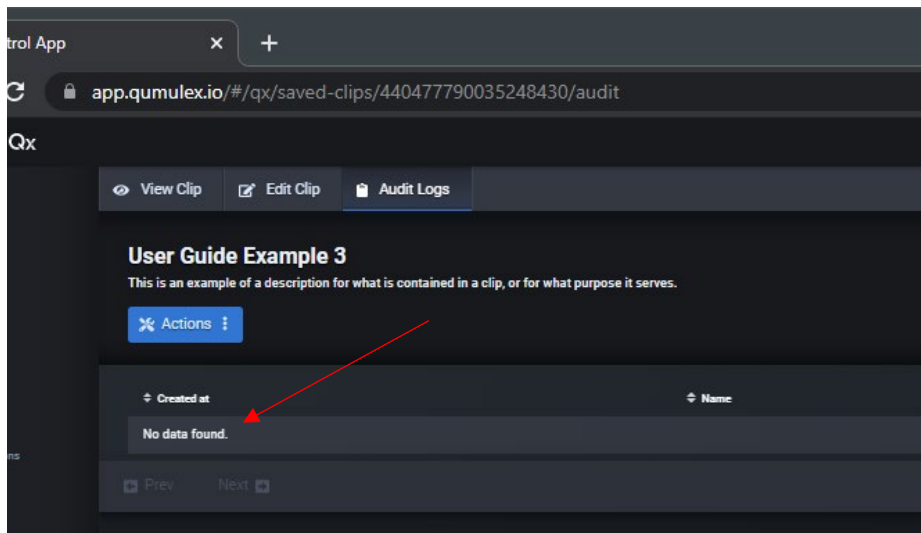 trol App
app.qumulex.io/#/qx/saved-clips/440477790035248430/audit
Qx
View Clip Edit Clip Audit Logs
User Guide Example 3
This is an example of a description for what is contained in a clip, or for what purpose it serves.
Actions
Created at Name
No data found.
ns
Prev Next